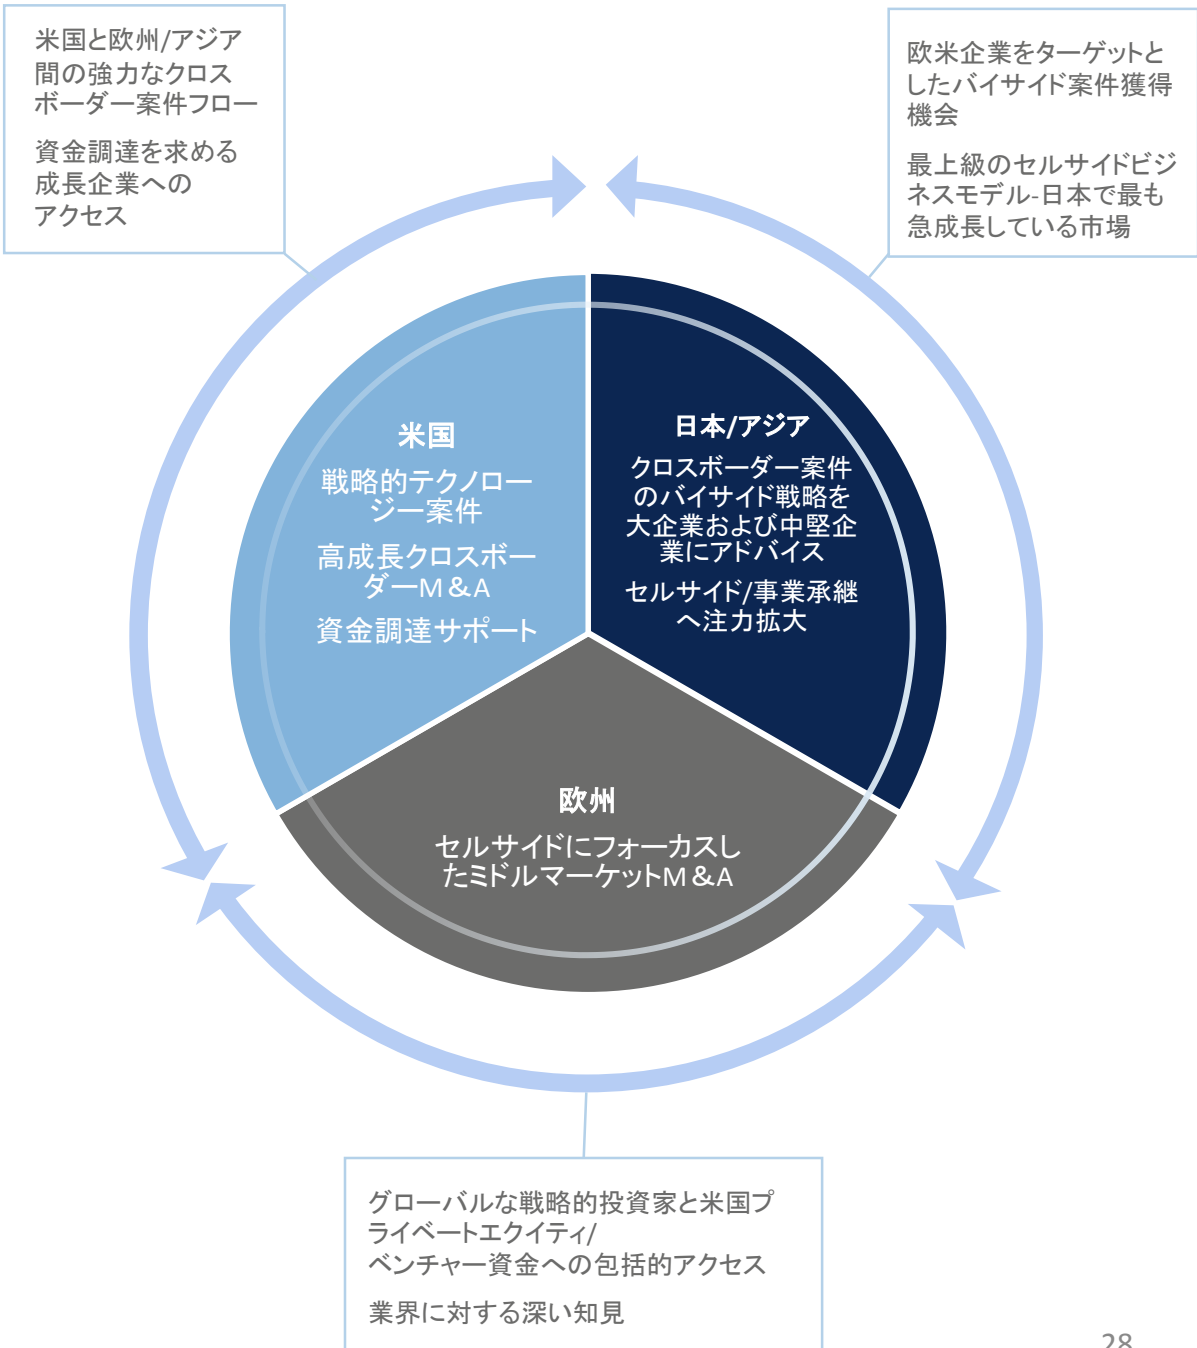 米国と欧州/アジア
間の強力なクロス
ボーダー案件フロー
資金調達を求める
成長企業への
アクセス
欧米企業をターゲットと
したバイサイド案件獲得
機会
最上級のセルサイドビジ
ネスモデル-日本で最も
急成長している市場
米国
戦略的テクノロー
ジー案件
高成長クロスボー
ダーM＆A
資金調達サポート
日本/アジア
クロスボーダー案件
のバイサイド戦略を
大企業および中堅企
業にアドバイス
セルサイド/事業承継
へ注力拡大
欧州
セルサイドにフォーカスし
たミドルマーケットM＆A
グローバルな戦略的投資家と米国プ
ライベートエクイティ/
ベンチャー資金への包括的アクセス
業界に対する深い知見
28